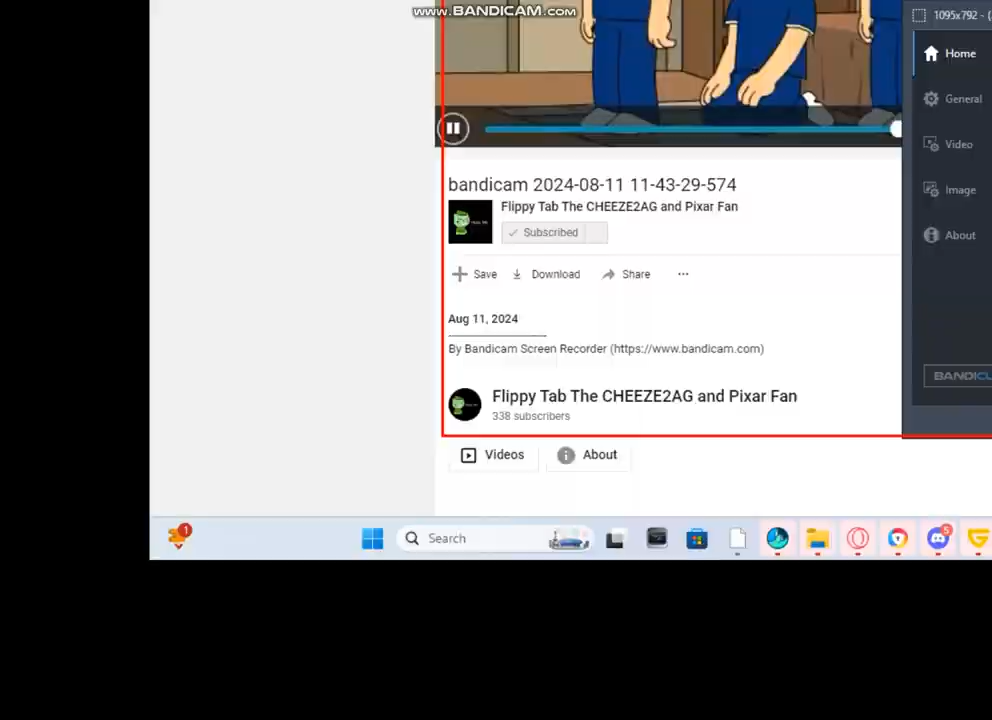 www.BANDICAM.com
1095x792 - (
Home
General
Video
Image
About
bandicam 2024-08-11 11-43-29-574
Flippy Tab The CHEEZE2AG and Pixar Fan
Subscribed
Save
Download
Share
...
Aug 11, 2024
By Bandicam Screen Recorder (https://www.bandicam.com)
BANDICU
Flippy Tab The CHEEZE2AG and Pixar Fan
338 subscribers
Videos
About
1
Search
5